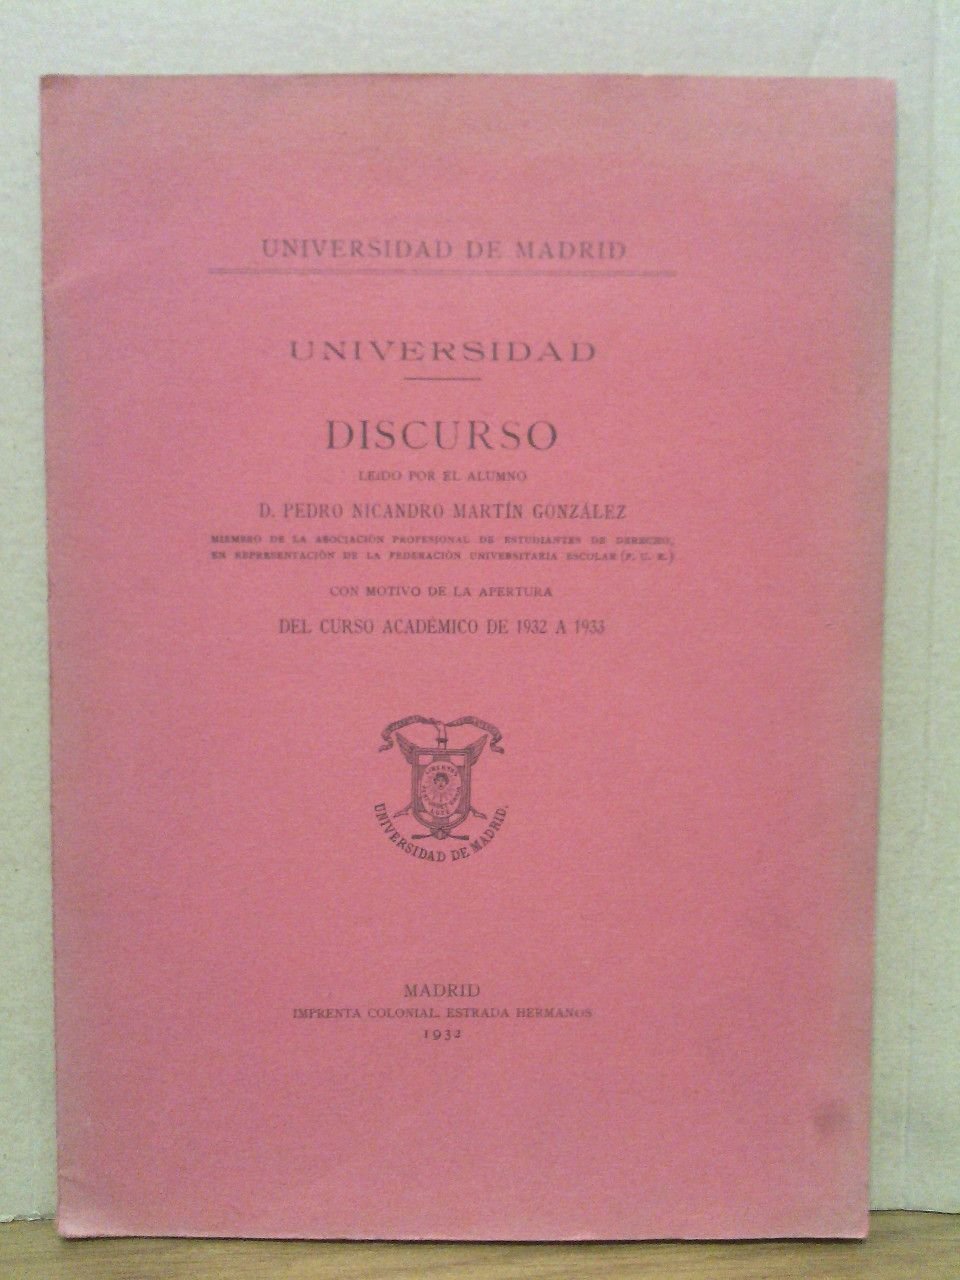 UNIVERSIDAD DE MADRID
UNIVERSIDAD
DISCURSO
LEIDO POR EL ALUMNO
D. PEDRO NICANDRO MARTÍN GONZÁLEZ
MIEMBRO DE LA ASOCIACIÓN PROFESIONAL DE ESTUDIANTES DE DERECHO,
EN REPRESENTACIÓN DE LA FEDERACIÓN UNIVERSITARIA ESCOLAR (F. U. E.)
CON MOTIVO DE LA APERTURA
DEL CURSO ACADÉMICO DE 1932 A 1933
UNIVERSIDAD DE MADRID.
MADRID
IMPRENTA COLONIAL. ESTRADA HERMANOS
1932